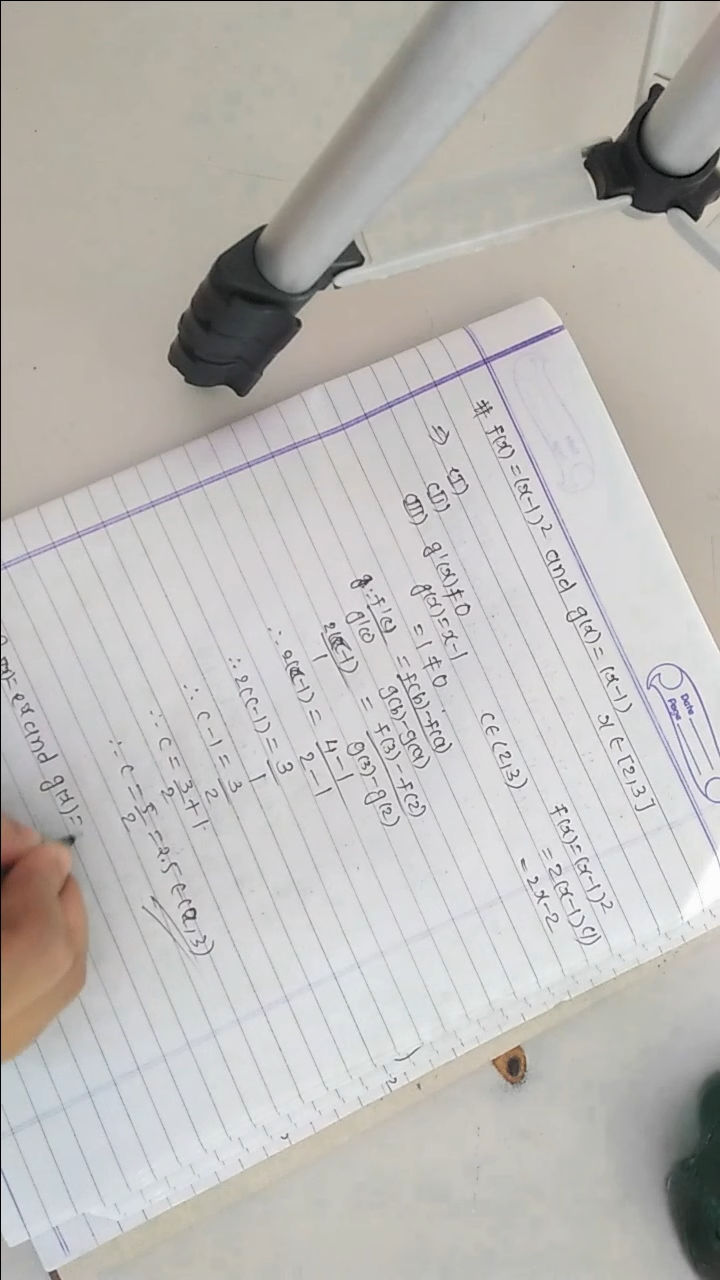 Date
Page
# f(x) = (x-1)² and g(x) = (x-1) x ∈ [2,3]
⇒ (I)
(II)
(III) g'(x) ≠ 0
g(x) = x-1
= 1 ≠ 0
c ∈ (2,3)
f(x) = (x-1)²
= 2(x-1)(1)
= 2x-2
f'(c)/g'(c) = f(b)-f(a)/g(b)-g(a)
2(x-1)/1 = f(3)-f(2)/g(3)-g(2)
∴ 2(x-1) = 4-1/2-1
∴ 2(c-1) = 3/1
∴ c-1 = 3/2
∴ c = 3/2+1
∴ c = 5/2 = 2.5 ∈ (2,3)
and g(x) =